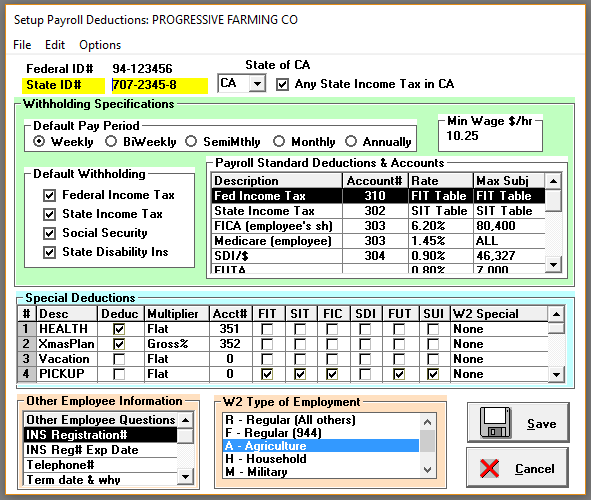 Setup Payroll Deductions: PROGRESSIVE FARMING CO
File Edit Options
Federal ID# 94-123456 State of CA
State ID# 707-2345-8 CA Any State Income Tax in CA
Withholding Specifications
Default Pay Period
Weekly BiWeekly SemiMthly Monthly Annually
Min Wage $/hr
10.25
Default Withholding
Federal Income Tax
State Income Tax
Social Security
State Disability Ins
Payroll Standard Deductions & Accounts
Description Account# Rate Max Subj
Fed Income Tax 310 FIT Table FIT Table
State Income Tax 302 SIT Table SIT Table
FICA (employee's sh) 303 6.20% 80,400
Medicare (employee) 303 1.45% ALL
SDI/$ 304 0.90% 46,327
FUTA 0.80% 7,000
Special Deductions
# Desc Deduc Multiplier Acct# FIT SIT FIC SDI FUT SUI W2 Special
1 HEALTH Flat 351 None
2 XmasPlan Gross% 352 None
3 Vacation Flat 0 None
4 PICKUP Flat 0 None
Other Employee Information
Other Employee Questions
INS Registration#
INS Reg# Exp Date
Telephone#
Term date & why
W2 Type of Employment
R - Regular (All others)
F - Regular (944)
A - Agriculture
H - Household
M - Military
Save
Cancel